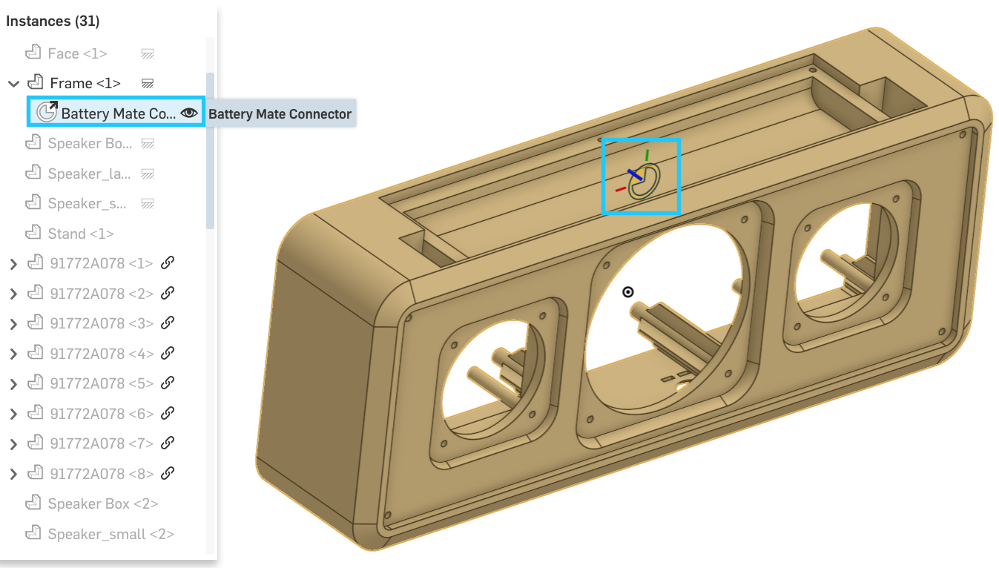 Instances (31)
Face <1>
Frame <1>
Battery Mate Co...
Battery Mate Connector
Speaker Bo...
Speaker_la...
Speaker_s...
Stand <1>
91772A078 <1>
91772A078 <2>
91772A078 <3>
91772A078 <4>
91772A078 <5>
91772A078 <6>
91772A078 <7>
91772A078 <8>
Speaker Box <2>
Speaker_small <2>